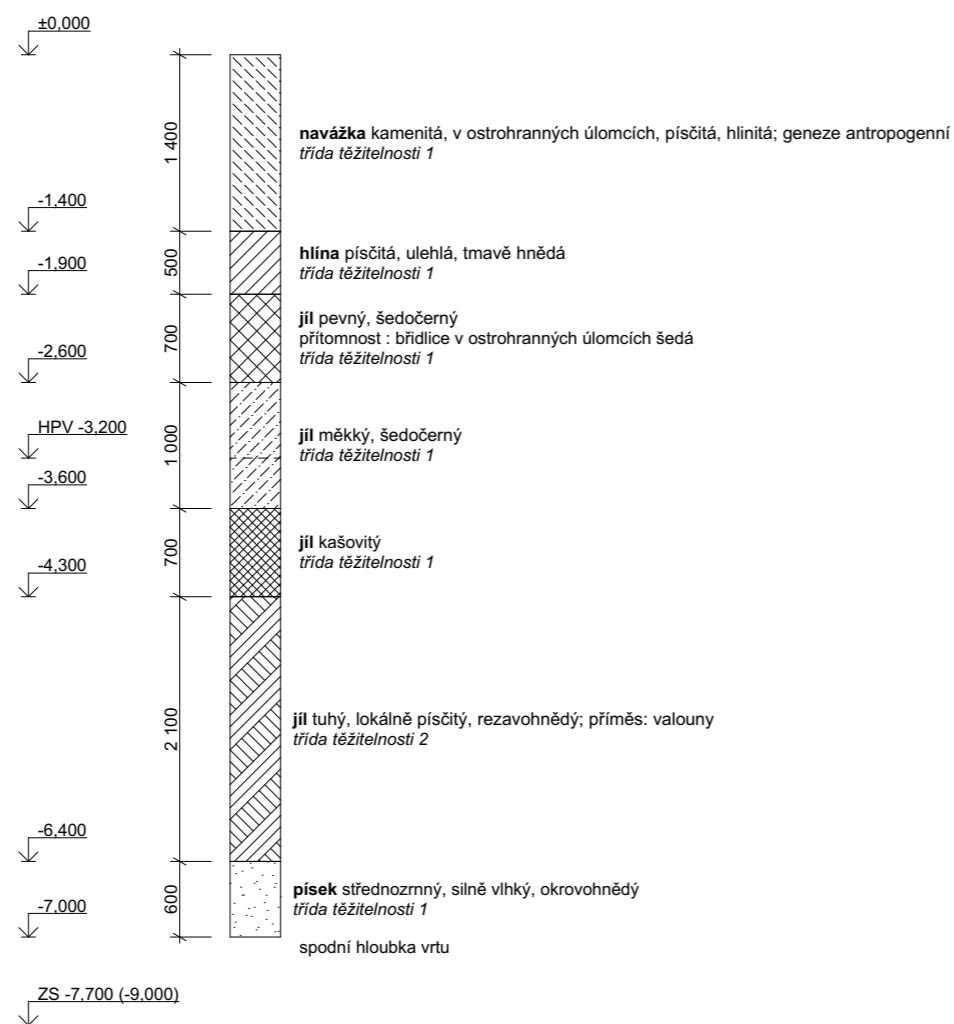 ±0,000
1 400
navážka kamenitá, v ostrohranných úlomcích, písčitá, hlinitá; geneze antropogenní
třída těžitelnosti 1
-1,400
500
hlína písčitá, ulehlá, tmavě hnědá
třída těžitelnosti 1
-1,900
700
jíl pevný, šedočerný
přítomnost : břidlice v ostrohranných úlomcích šedá
třída těžitelnosti 1
-2,600
HPV -3,200
1 000
jíl měkký, šedočerný
třída těžitelnosti 1
-3,600
700
jíl kašovitý
třída těžitelnosti 1
-4,300
2 100
jíl tuhý, lokálně písčitý, rezavohnědý; příměs: valouny
třída těžitelnosti 2
-6,400
600
písek střednozrnný, silně vlhký, okrovohnědý
třída těžitelnosti 1
-7,000
spodní hloubka vrtu
ZS -7,700 (-9,000)